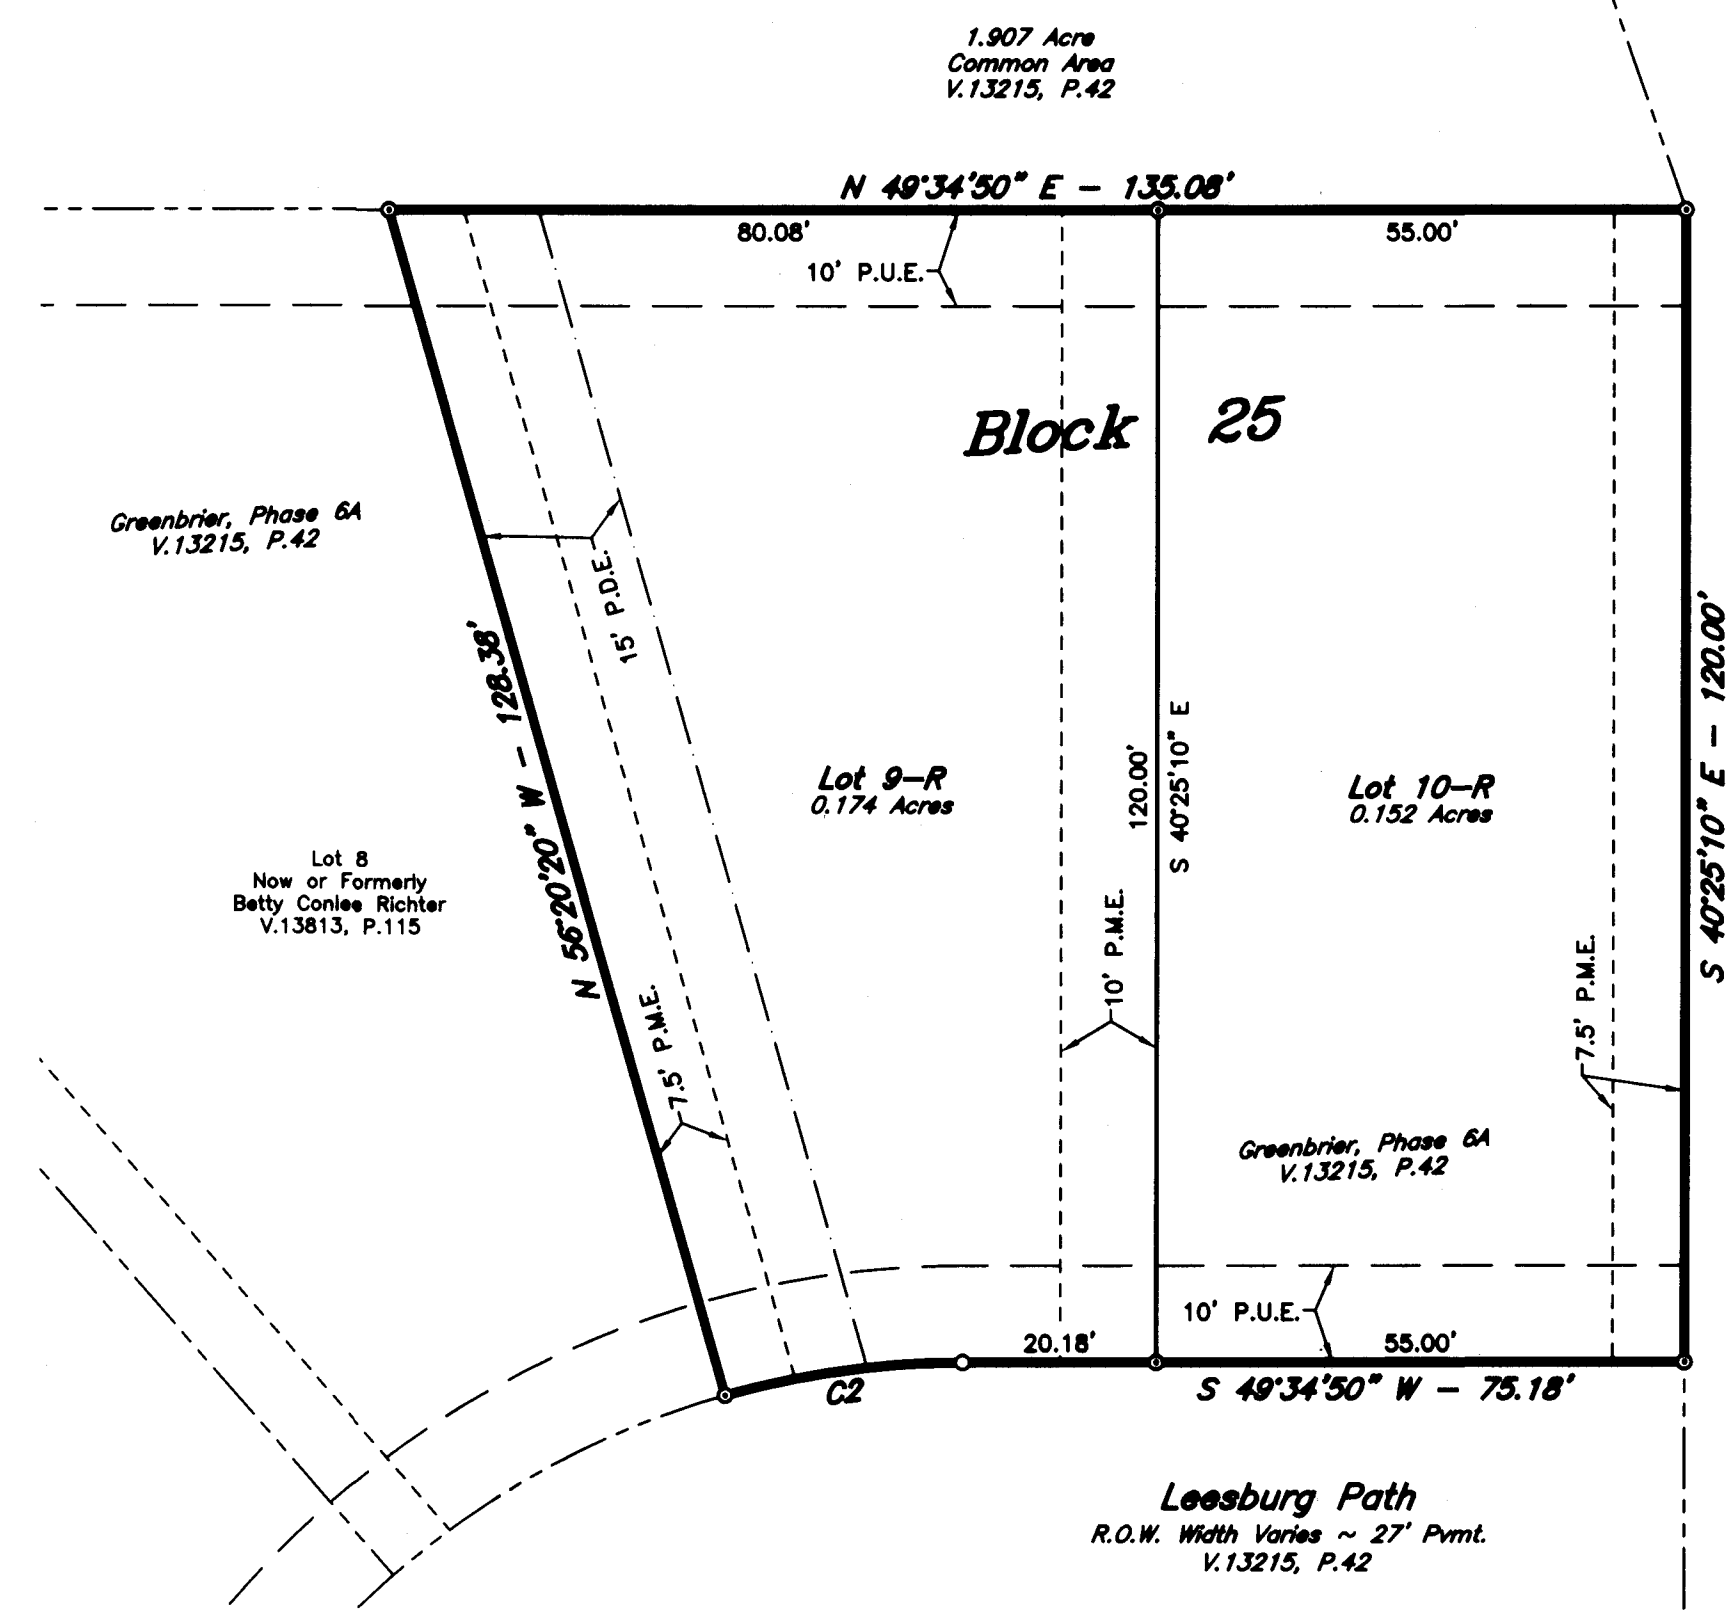 1.907 Acre
Common Area
V.13215, P.42
N 49°34'50" E - 135.08'
80.08'
55.00'
10' P.U.E.
Block 25
Greenbrier, Phase 6A
V.13215, P.42
15' P.D.E.
N 56°20'20" W - 128.38'
Lot 9-R
0.174 Acres
120.00'
S 40°25'10" E
Lot 10-R
0.152 Acres
S 40°25'10" E - 120.00'
Lot 8
Now or Formerly
Betty Conlee Richter
V.13813, P.115
7.5' P.M.E.
10' P.M.E.
7.5' P.M.E.
Greenbrier, Phase 6A
V.13215, P.42
10' P.U.E.
20.18'
55.00'
C2
S 49°34'50" W - 75.18'
Leesburg Path
R.O.W. Width Varies ~ 27' Pvmt.
V.13215, P.42